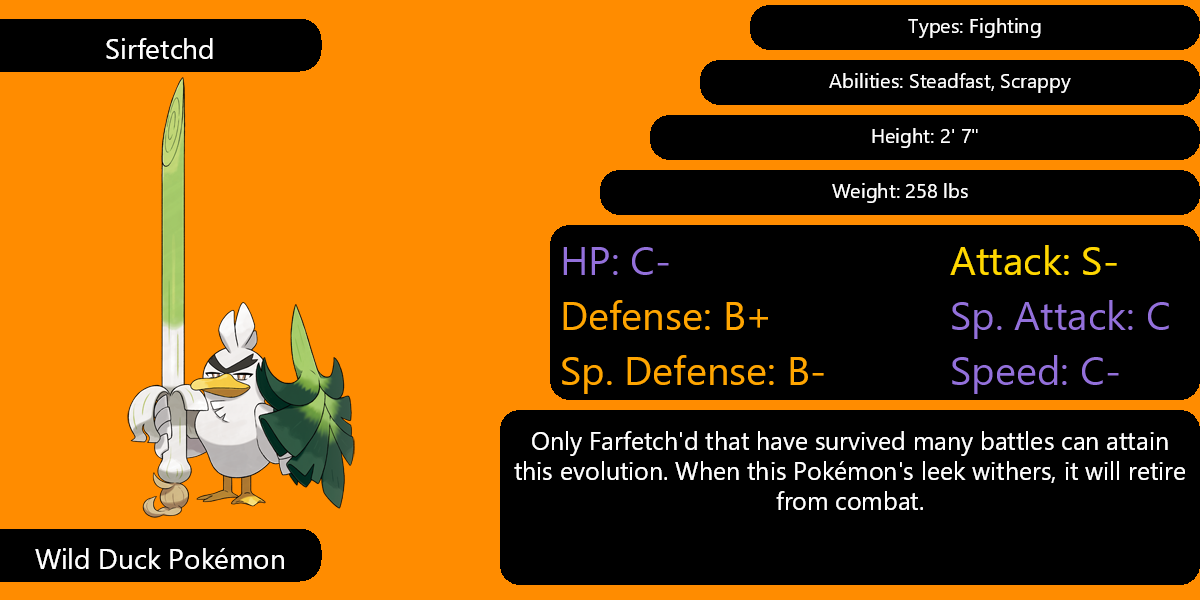 Sirfetchd
Types: Fighting
Abilities: Steadfast, Scrappy
Height: 2' 7"
Weight: 258 lbs
HP: C-
Attack: S-
Defense: B+
Sp. Attack: C
Sp. Defense: B-
Speed: C-
Only Farfetch'd that have survived many battles can attain
this evolution. When this Pokémon's leek withers, it will retire
from combat.
Wild Duck Pokémon